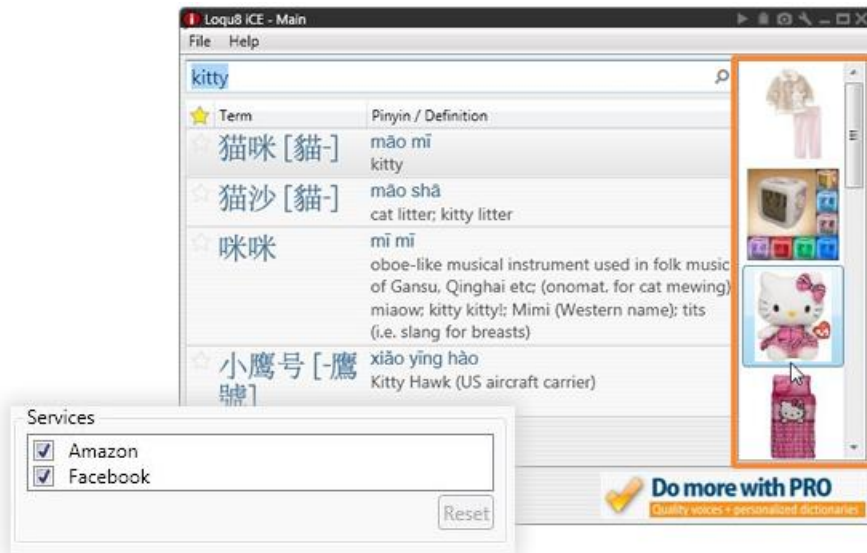 Loqu8 iCE - Main
File Help
kitty
Term Pinyin / Definition
猫咪 [貓-] māo mī
kitty
猫沙 [貓-] māo shā
cat litter; kitty litter
咪咪 mī mī
oboe-like musical instrument used in folk music
of Gansu, Qinghai etc; (onomat. for cat mewing)
miaow; kitty kitty!; Mimi (Western name); tits
(i.e. slang for breasts)
小鹰号 [-鷹 xiǎo yīng hào
號] Kitty Hawk (US aircraft carrier)
Services
Amazon
Facebook
Reset
Do more with PRO
Quality voices + personalized dictionaries